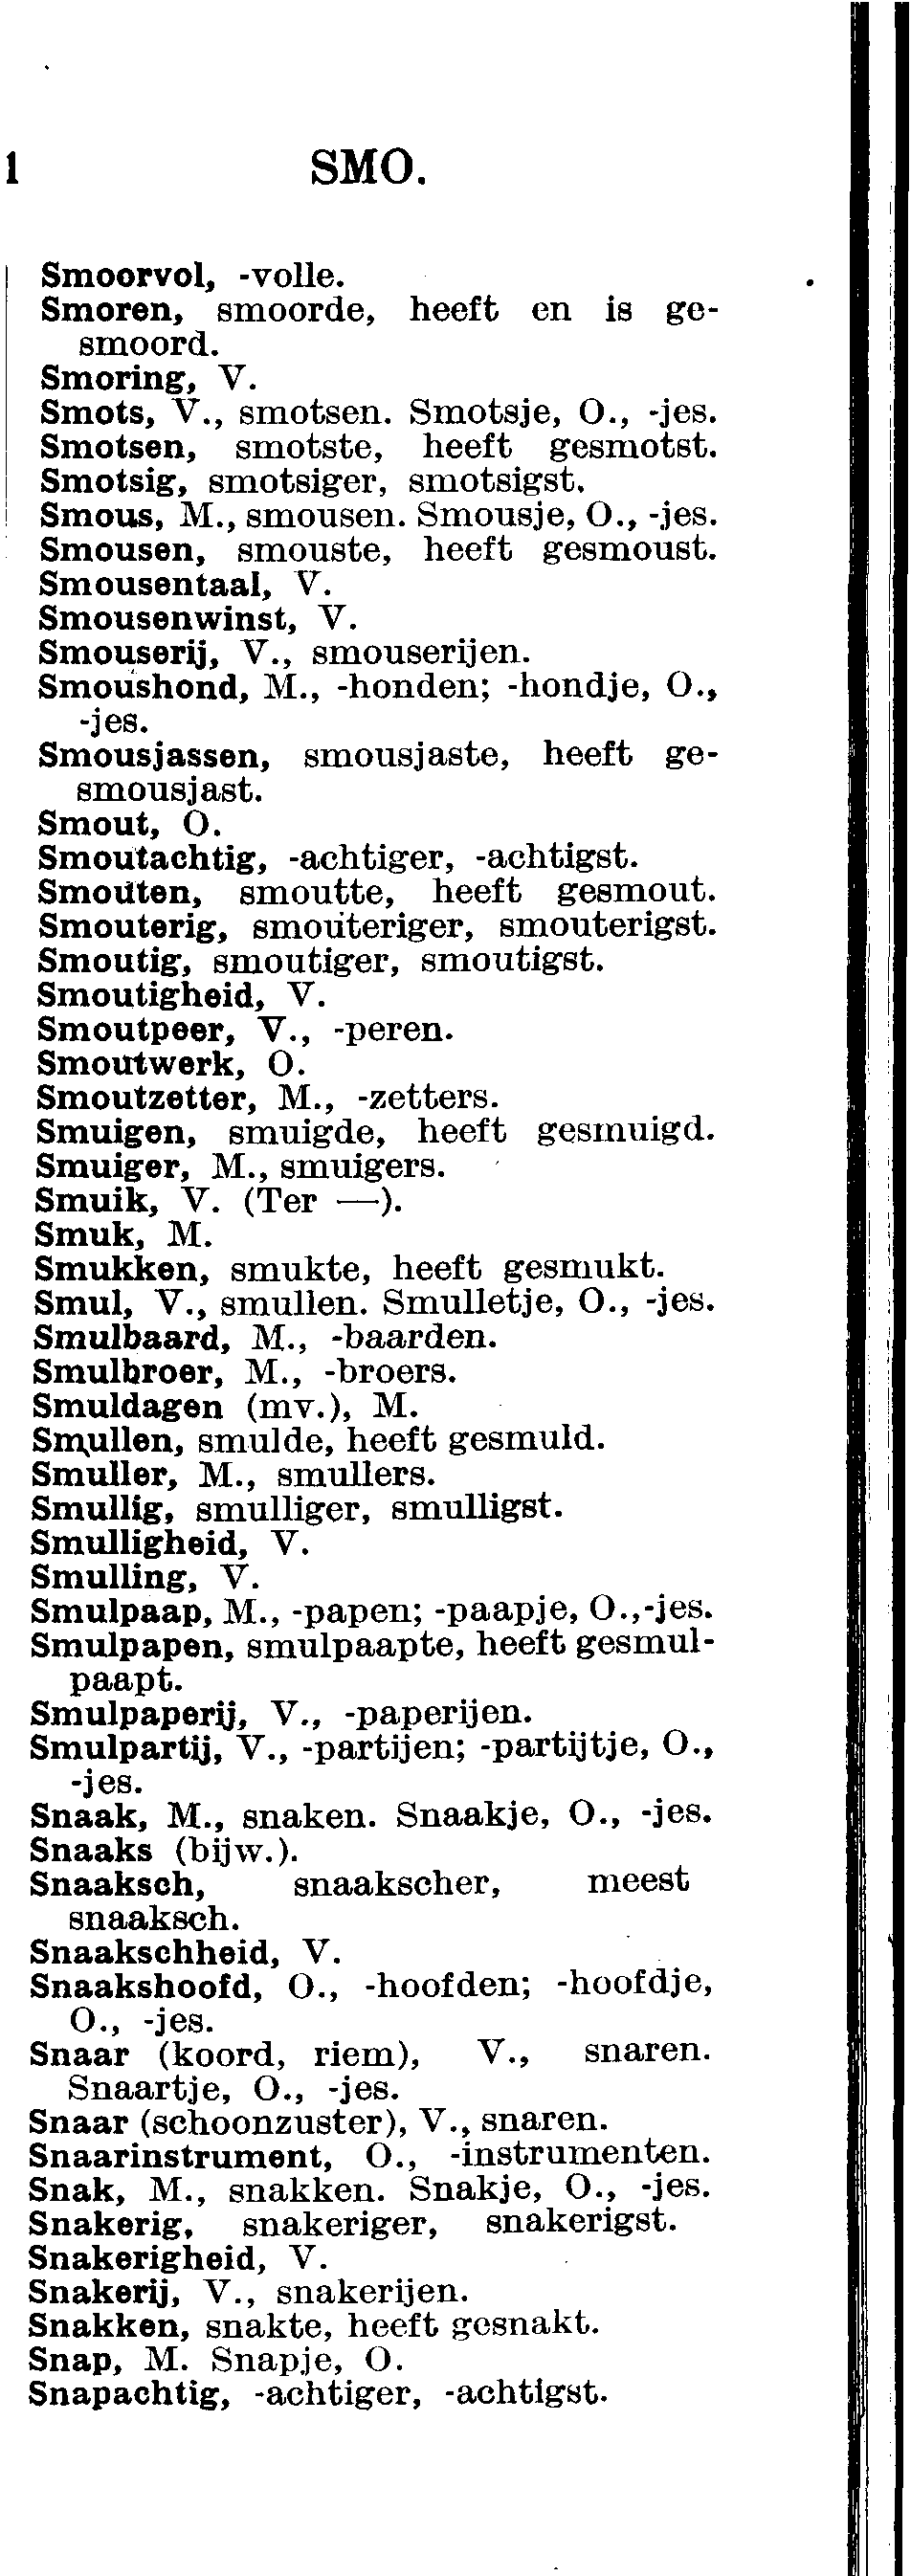 1 SMO.
Smoorvol, -volle.
Smoren, smoorde, heeft en is ge-
smoord.
Smoring, V.
Smots, V., smotsen. Smotsje, O., -jes.
Smotsen, smotste, heeft gesmotst.
Smotsig, smotsiger, smotsigst.
Smous, M., smousen. Smousje, O., -jes.
Smousen, smouste, heeft gesmoust.
Smousentaal, V.
Smousenwinst, V.
Smouserij, V., smouserijen.
Smoushond, M., -honden; -hondje, O.,
-jes.
Smousjassen, smousjaste, heeft ge-
smousjast.
Smout, O.
Smoutachtig, -achtiger, -achtigst.
Smouten, smoutte, heeft gesmout.
Smouterig, smouteriger, smouterigst.
Smoutig, smoutiger, smoutigst.
Smoutigheid, V.
Smoutpeer, V., -peren.
Smoutwerk, O.
Smoutzetter, M., -zetters.
Smuigen, smuigde, heeft gesmuigd.
Smuiger, M., smuigers.
Smuik, V. (Ter —).
Smuk, M.
Smukken, smukte, heeft gesmukt.
Smul, V., smullen. Smulletje, O., -jes.
Smulbaard, M., -baarden.
Smulbroer, M., -broers.
Smuldagen (mv.), M.
Smullen, smulde, heeft gesmuld.
Smuller, M., smullers.
Smullig, smulliger, smulligst.
Smulligheid, V.
Smulling, V.
Smulpaap, M., -papen; -paapje, O.,-jes.
Smulpapen, smulpaapte, heeft gesmul-
paapt.
Smulpaperij, V., -paperijen.
Smulpartij, V., -partijen; -partijtje, O.,
-jes.
Snaak, M., snaken. Snaakje, O., -jes.
Snaaks (bijw.).
Snaaksch, snaakscher, meest
snaaksch.
Snaakschheid, V.
Snaakshoofd, O., -hoofden; -hoofdje,
O., -jes.
Snaar (koord, riem), V., snaren.
Snaartje, O., -jes.
Snaar (schoonzuster), V., snaren.
Snaarinstrument, O., -instrumenten.
Snak, M., snakken. Snakje, O., -jes.
Snakerig, snakeriger, snakerigst.
Snakerigheid, V.
Snakerij, V., snakerijen.
Snakken, snakte, heeft gesnakt.
Snap, M. Snapje, O.
Snapachtig, -achtiger, -achtigst.